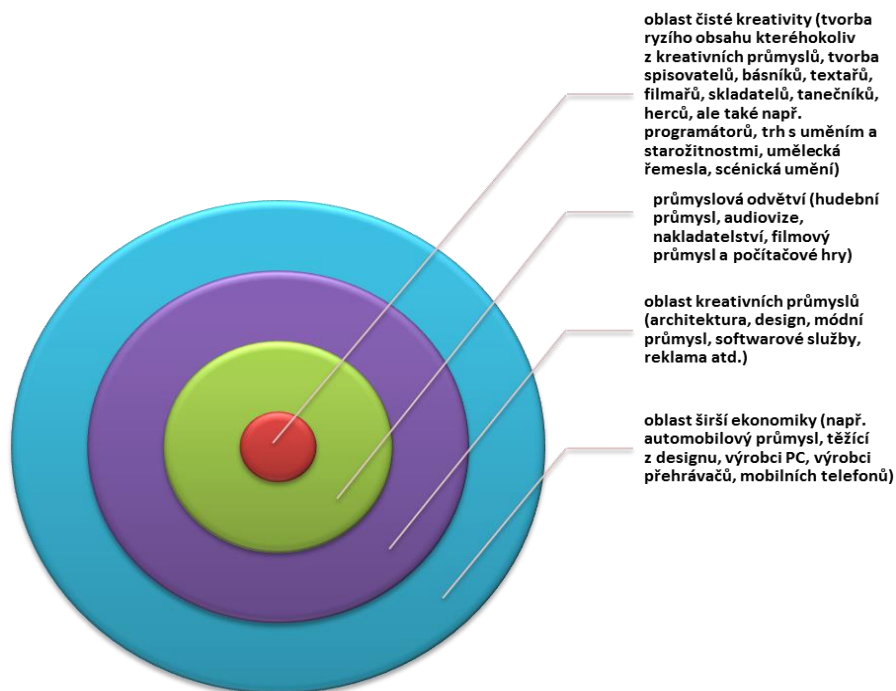 oblast čisté kreativity (tvorba
ryzího obsahu kteréhokoliv
z kreativních průmyslů, tvorba
spisovatelů, básníků, textařů,
filmařů, skladatelů, tanečníků,
herců, ale také např.
programátorů, trh s uměním a
starožitnostmi, umělecká
řemesla, scénická umění)
průmyslová odvětví (hudební
průmysl, audiovize,
nakladatelství, filmový
průmysl a počítačové hry)
oblast kreativních průmyslů
(architektura, design, módní
průmysl, softwarové služby,
reklama atd.)
oblast širší ekonomiky (např.
automobilový průmysl, těžící
z designu, výrobci PC, výrobci
přehrávačů, mobilních telefonů)